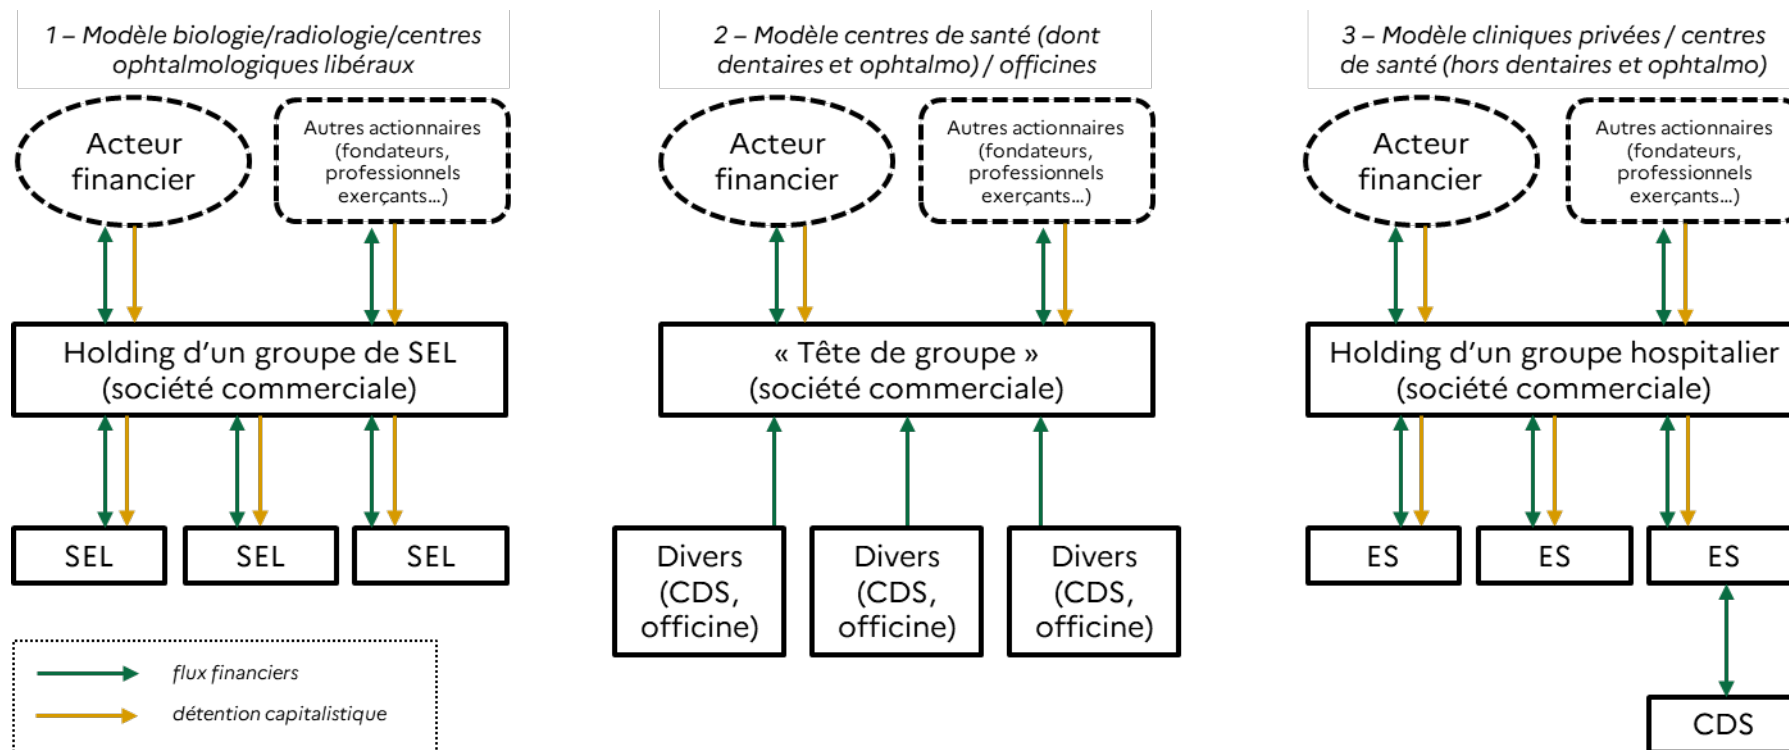 1 – Modèle biologie/radiologie/centres
ophtalmologiques libéraux
Acteur
financier
Autres actionnaires
(fondateurs,
professionnels
exerçants…)
Holding d’un groupe de SEL
(société commerciale)
SEL
SEL
SEL
flux financiers
détention capitalistique
2 – Modèle centres de santé (dont
dentaires et ophtalmo) / officines
Acteur
financier
Autres actionnaires
(fondateurs,
professionnels
exerçants…)
« Tête de groupe »
(société commerciale)
Divers
(CDS,
officine)
Divers
(CDS,
officine)
Divers
(CDS,
officine)
3 – Modèle cliniques privées / centres
de santé (hors dentaires et ophtalmo)
Acteur
financier
Autres actionnaires
(fondateurs,
professionnels
exerçants…)
Holding d’un groupe hospitalier
(société commerciale)
ES
ES
ES
CDS